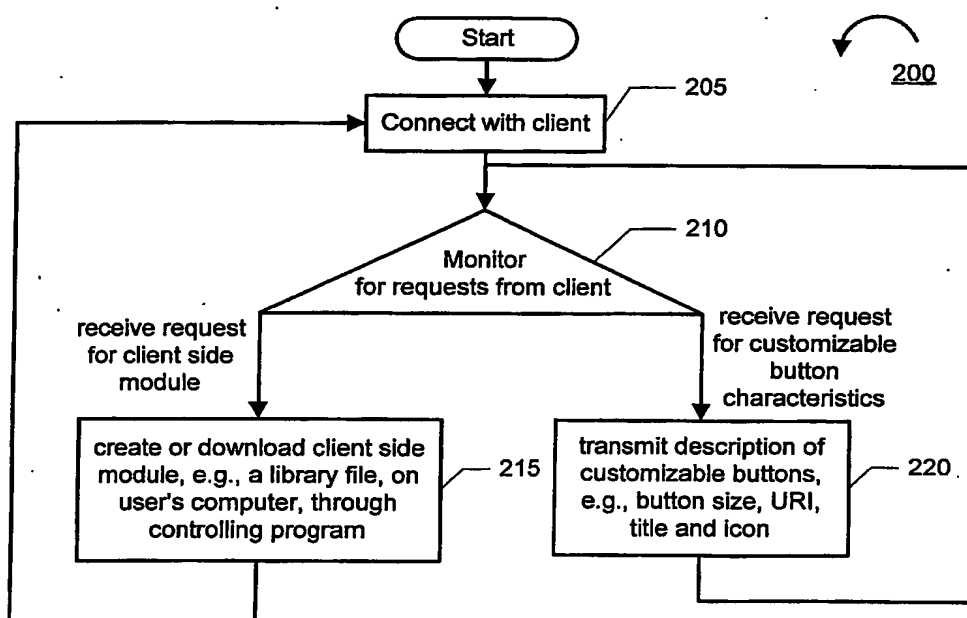 Start
200
205
Connect with client
210
Monitor
for requests from client
receive request
for client side
module
receive request
for customizable
button
characteristics
create or download client side
module, e.g., a library file, on
user's computer, through
controlling program
215
transmit description of
customizable buttons,
e.g., button size, URI,
title and icon
220